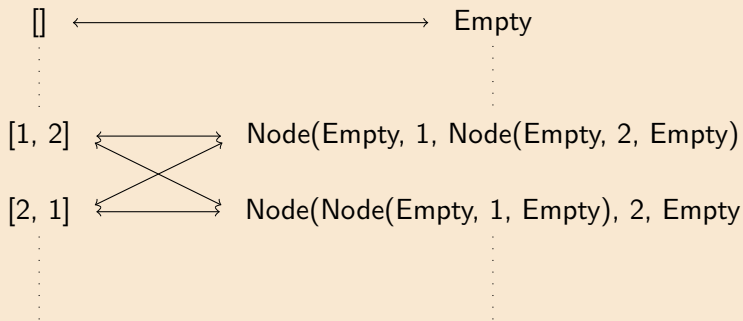 [] Empty
[1, 2] Node(Empty, 1, Node(Empty, 2, Empty)
[2, 1] Node(Node(Empty, 1, Empty), 2, Empty